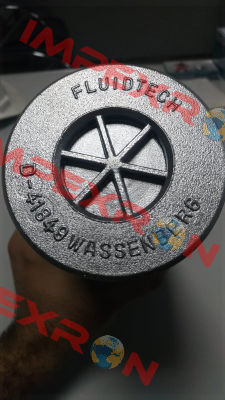 FLUIDTECH
D-41849 WASSENBERG
IMPEXRON
IMPEXRON
IMPEXRON